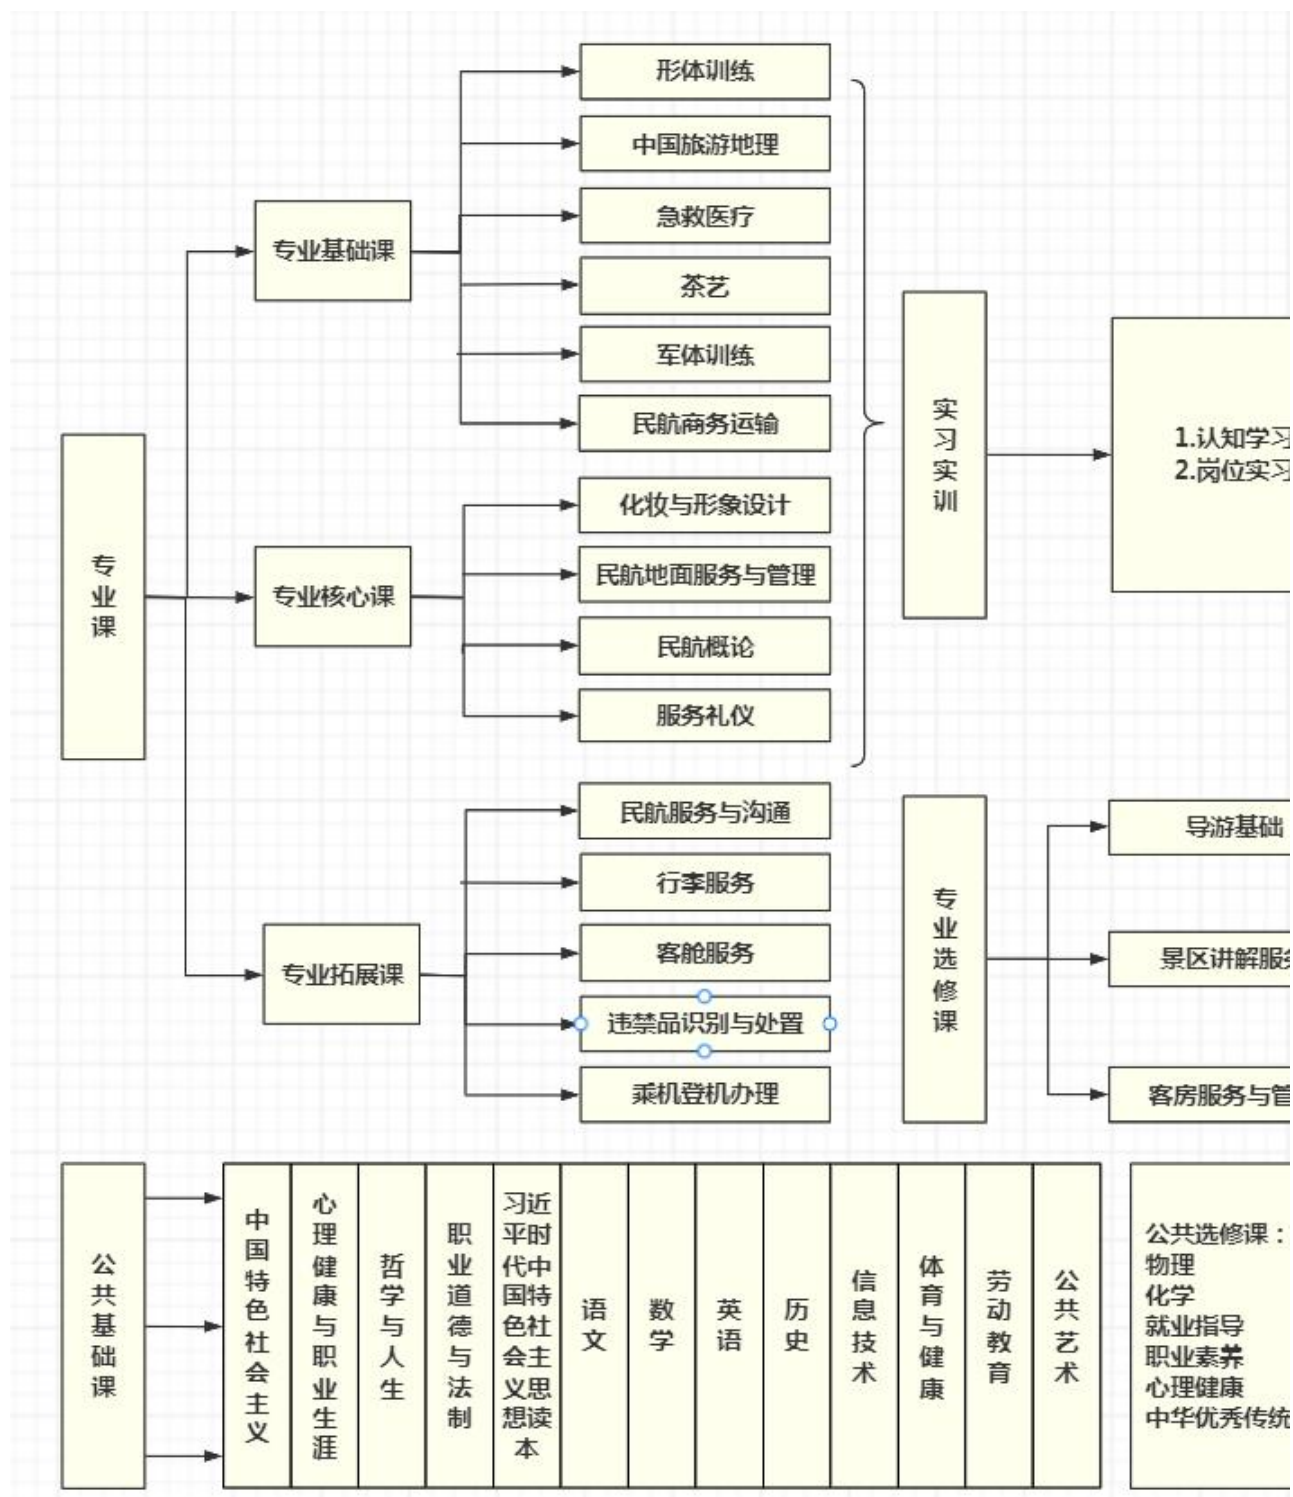 形体训练
中国旅游地理
急救医疗
茶艺
军体训练
民航商务运输
专业基础课
专业课
专业核心课
化妆与形象设计
民航地面服务与管理
民航概论
服务礼仪
实习实训
1.认知学习
2.岗位实习
专业拓展课
民航服务与沟通
行李服务
客舱服务
违禁品识别与处置
乘机登机办理
专业选修课
导游基础
景区讲解服务
客房服务与管
公共基础课
中国特色社会主义
心理健康与职业生涯
哲学与人生
职业道德与法制
习近
平时
代中
国特
色社
会主
义思
想读
本
语文
数学
英语
历史
信息技术
体育与健康
劳动教育
公共艺术
公共选修课：
物理
化学
就业指导
职业素养
心理健康
中华优秀传统